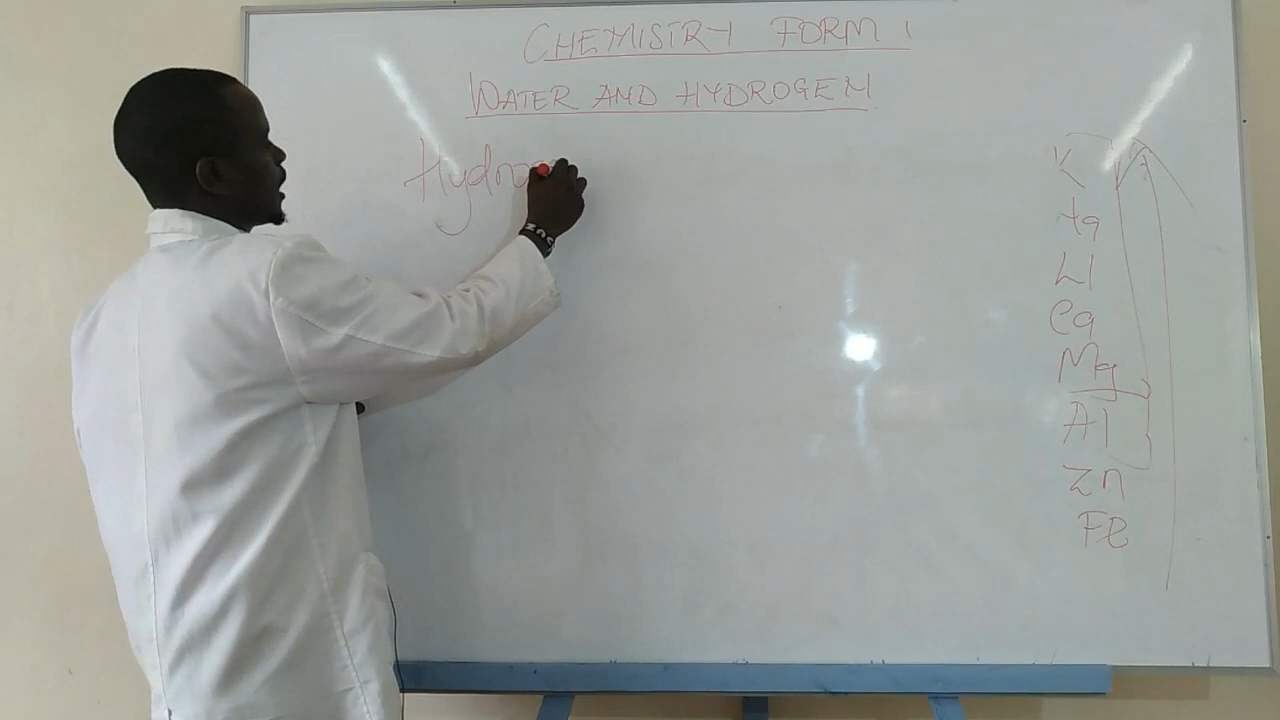 CHEMISTRY FORM 1
WATER AND HYDROGEN
K
Na
Li
Ca
Mg
Al
Zn
Fe